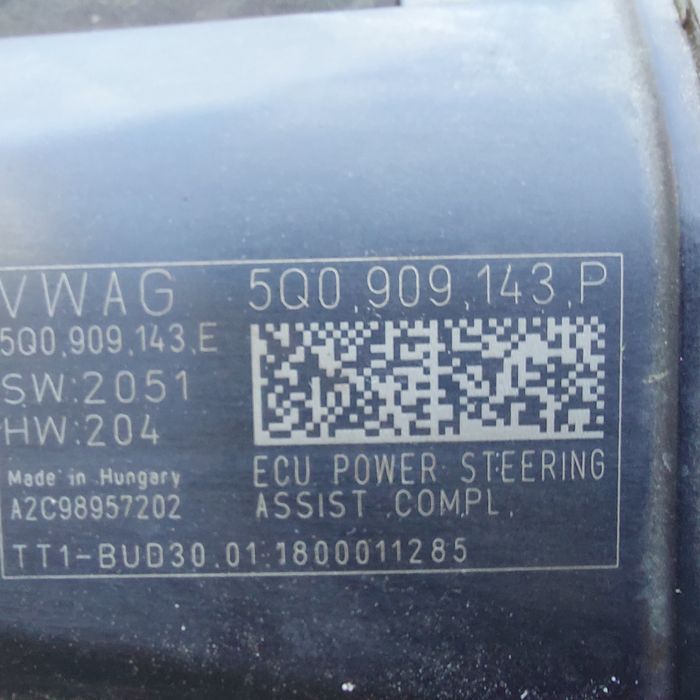 VWAG 5Q0.909.143.P
5Q0.909.143.E
SW:2051
HW:204
Made in Hungary
A2C98957202
ECU POWER STEERING
ASSIST.COMPL.
TT1-BUD30.01.1800011285